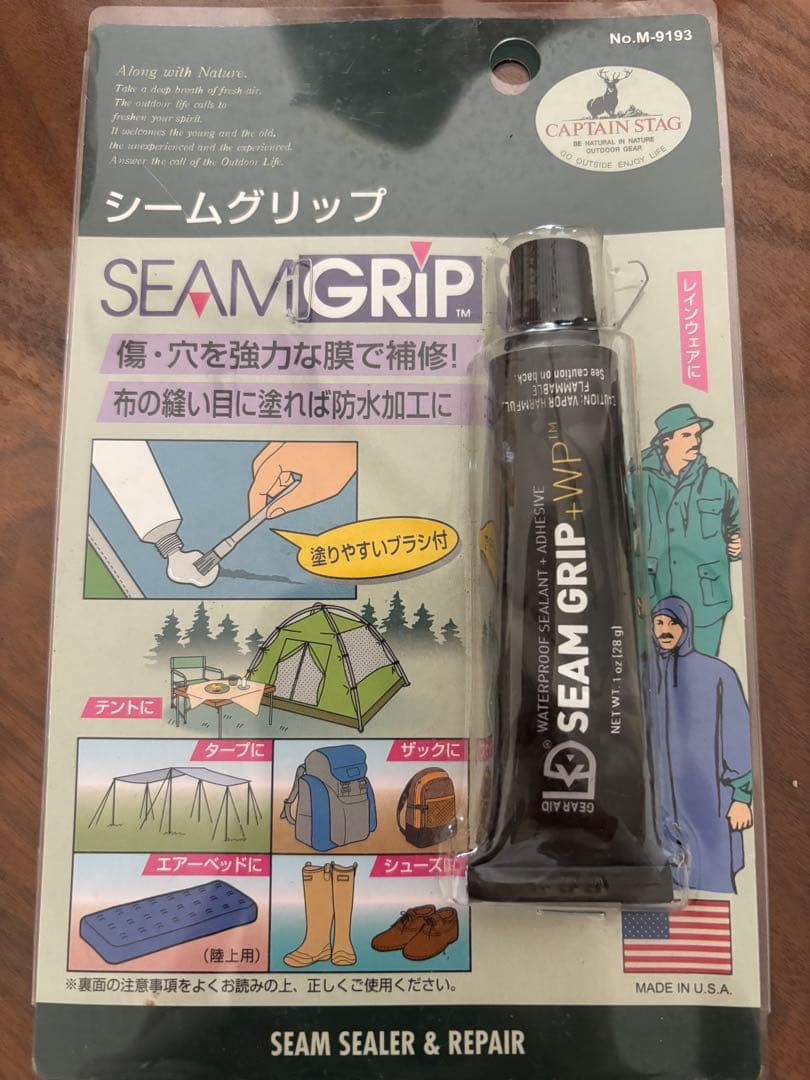 No.M-9193
Along with Nature.
Take a deep breath of fresh air.
The outdoor life calls to
freshen your spirit.
It welcomes the young and the old,
the unexperienced and the experienced.
Answer the call of the Outdoor Life.
CAPTAIN STAG
BE NATURAL IN NATURE
OUTDOOR GEAR
GO OUTSIDE ENJOY LIFE
シームグリップ
SEAM GRIP™
傷・穴を強力な膜で補修!
布の縫い目に塗れば防水加工に
レインウェアに
塗りやすいブラシ付
CAUTION: VAPOR HARMFUL.
FLAMMABLE
See caution on back.
GEAR AID®
WATERPROOF SEALANT + ADHESIVE
SEAM GRIP +WP™
NET WT. 1 oz (28 g)
テントに
タープに
ザックに
エアーベッドに
(陸上用)
シューズに
※裏面の注意事項をよくお読みの上、正しくご使用ください。
MADE IN U.S.A.
SEAM SEALER & REPAIR